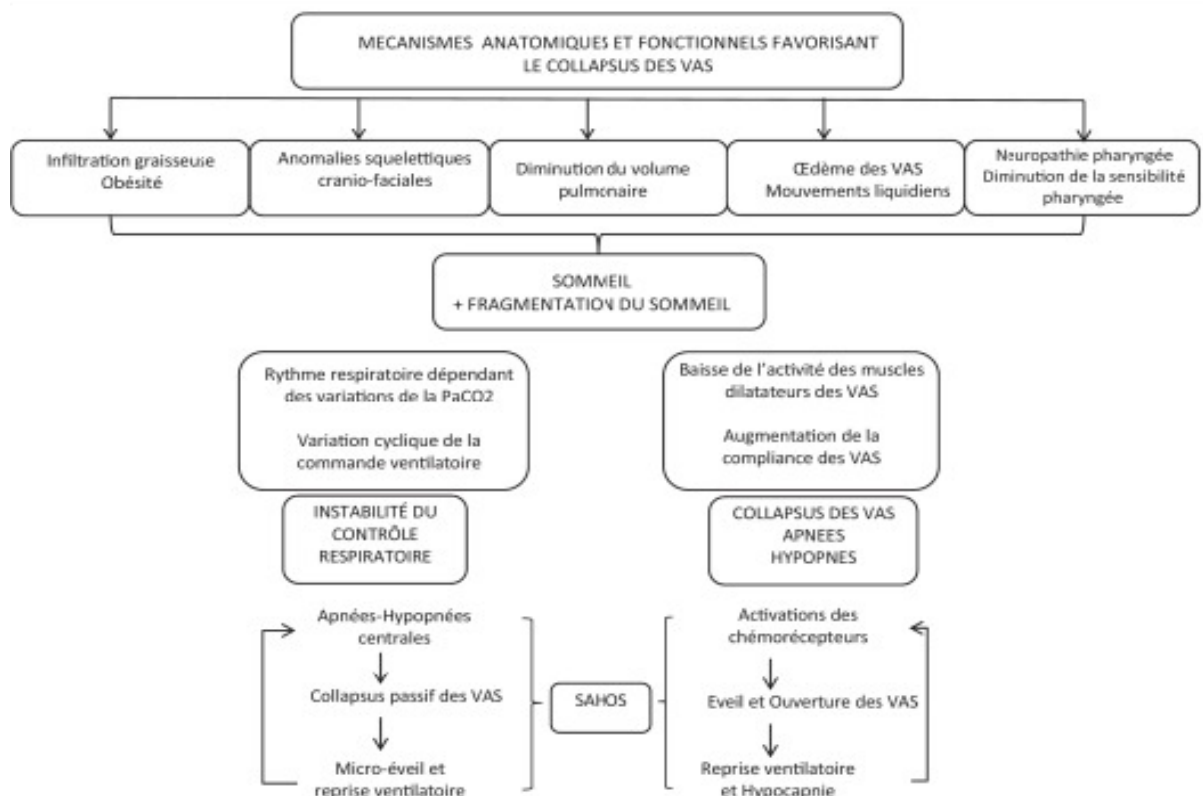 MECANISMES ANATOMIQUES ET FONCTIONNELS FAVORISANT
LE COLLAPSUS DES VAS
Infiltration graisseuse
Obésité
Anomalies squelettiques
cranio-faciales
Diminution du volume
pulmonaire
Œdème des VAS
Mouvements liquidiens
Neuropathie pharyngée
Diminution de la sensibilité
pharyngée
SOMMEIL
+ FRAGMENTATION DU SOMMEIL
Rythme respiratoire dépendant
des variations de la PaCO2
Variation cyclique de la
commande ventilatoire
Baisse de l'activité des muscles
dilatateurs des VAS
Augmentation de la
compliance des VAS
INSTABILITÉ DU
CONTRÔLE
RESPIRATOIRE
COLLAPSUS DES VAS
APNEES
HYPOPNES
Apnées-Hypopnées
centrales
Collapsus passif des VAS
Micro-éveil et
reprise ventilatoire
SAHOS
Activations des
chémorécepteurs
Eveil et Ouverture des VAS
Reprise ventilatoire
et Hypocapnie